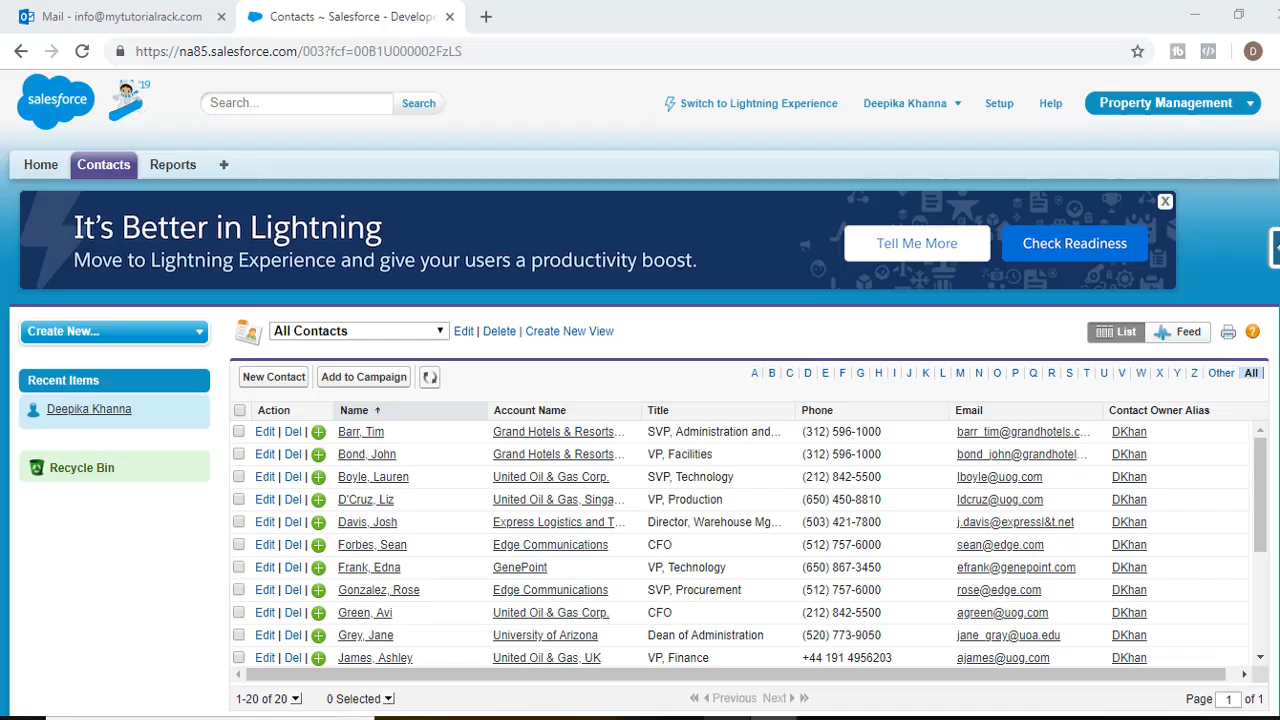 Mail - info@mytutorialrack.com
Contacts ~ Salesforce - Develope
https://na85.salesforce.com/003?fcf=00B1U000002FzLS
D
salesforce
'19
Search...
Search
Switch to Lightning Experience
Deepika Khanna
Setup
Help
Property Management
Home
Contacts
Reports
It's Better in Lightning
Move to Lightning Experience and give your users a productivity boost.
Tell Me More
Check Readiness
X
Create New...
All Contacts
Edit | Delete | Create New View
List
Feed
?
Recent Items
Deepika Khanna
Recycle Bin
New Contact
Add to Campaign
A B C D E F G H I J K L M N O P Q R S T U V W X Y Z Other All
Action Name Account Name Title Phone Email Contact Owner Alias
Edit | Del | Barr, Tim Grand Hotels & Resorts... SVP, Administration and... (312) 596-1000 barr_tim@grandhotels.c... DKhan
Edit | Del | Bond, John Grand Hotels & Resorts... VP, Facilities (312) 596-1000 bond_john@grandhotel... DKhan
Edit | Del | Boyle, Lauren United Oil & Gas Corp. SVP, Technology (212) 842-5500 lboyle@uog.com DKhan
Edit | Del | D'Cruz, Liz United Oil & Gas, Singa... VP, Production (650) 450-8810 ldcruz@uog.com DKhan
Edit | Del | Davis, Josh Express Logistics and T... Director, Warehouse Mg... (503) 421-7800 j.davis@expressl&t.net DKhan
Edit | Del | Forbes, Sean Edge Communications CFO (512) 757-6000 sean@edge.com DKhan
Edit | Del | Frank, Edna GenePoint VP, Technology (650) 867-3450 efrank@genepoint.com DKhan
Edit | Del | Gonzalez, Rose Edge Communications SVP, Procurement (512) 757-6000 rose@edge.com DKhan
Edit | Del | Green, Avi United Oil & Gas Corp. CFO (212) 842-5500 agreen@uog.com DKhan
Edit | Del | Grey, Jane University of Arizona Dean of Administration (520) 773-9050 jane_gray@uoa.edu DKhan
Edit | Del | James, Ashley United Oil & Gas, UK VP, Finance +44 191 4956203 ajames@uog.com DKhan
1-20 of 20
0 Selected
Previous Next
Page 1 of 1